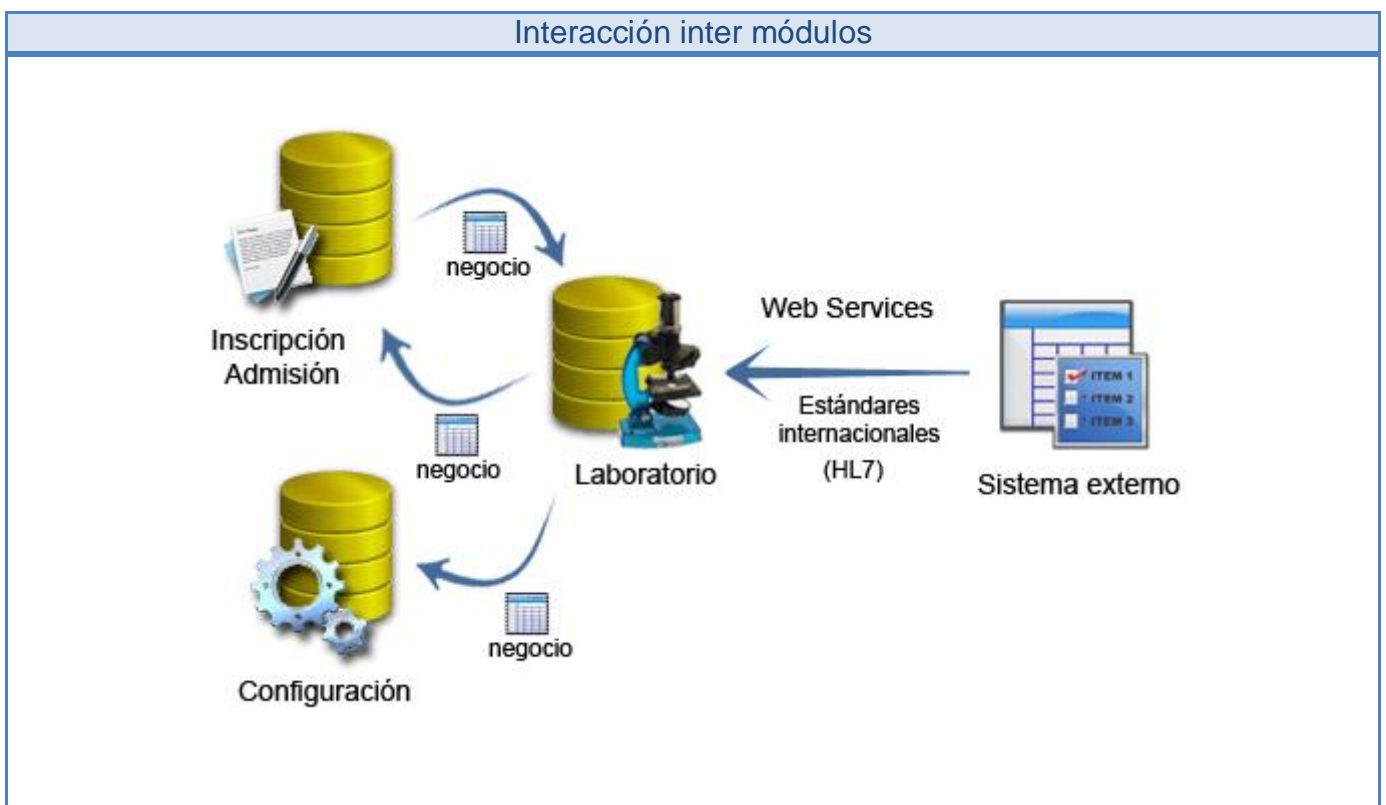 Interacción inter módulos
negocio
Inscripción
Admisión
negocio
Laboratorio
Web Services
Estándares
internacionales
(HL7)
ITEM 1
ITEM 2
ITEM 3
Sistema externo
negocio
Configuración